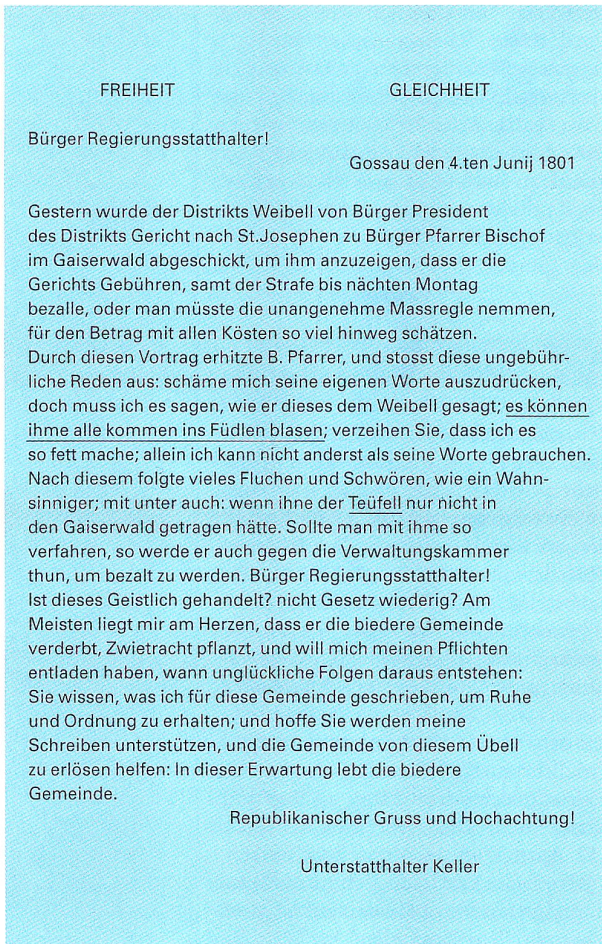 FREIHEIT GLEICHHEIT
Bürger Regierungsstatthalter!
Gossau den 4.ten Junij 1801
Gestern wurde der Distrikts Weibell von Bürger President
des Distrikts Gericht nach St.Josephen zu Bürger Pfarrer Bischof
im Gaiserwald abgeschickt, um ihm anzuzeigen, dass er die
Gerichts Gebühren, samt der Strafe bis nächten Montag
bezalle, oder man müsste die unangenehme Massregle nemmen,
für den Betrag mit allen Kösten so viel hinweg schätzen.
Durch diesen Vortrag erhitzte B. Pfarrer, und stosst diese ungebühr-
liche Reden aus: schäme mich seine eigenen Worte auszudrücken,
doch muss ich es sagen, wie er dieses dem Weibell gesagt; es können
ihme alle kommen ins Füdlen blasen; verzeihen Sie, dass ich es
so fett mache; allein ich kann nicht anderst als seine Worte gebrauchen.
Nach diesem folgte vieles Fluchen und Schwören, wie ein Wahn-
sinniger; mit unter auch: wenn ihne der Teüfell nur nicht in
den Gaiserwald getragen hätte. Sollte man mit ihme so
verfahren, so werde er auch gegen die Verwaltungskammer
thun, um bezalt zu werden. Bürger Regierungsstatthalter!
Ist dieses Geistlich gehandelt? nicht Gesetz wiederig? Am
Meisten liegt mir am Herzen, dass er die biedere Gemeinde
verderbt, Zwietracht pflanzt, und will mich meinen Pflichten
entladen haben, wann unglückliche Folgen daraus entstehen:
Sie wissen, was ich für diese Gemeinde geschrieben, um Ruhe
und Ordnung zu erhalten; und hoffe Sie werden meine
Schreiben unterstützen, und die Gemeinde von diesem Übell
zu erlösen helfen: In dieser Erwartung lebt die biedere
Gemeinde.
Republikanischer Gruss und Hochachtung!
Unterstatthalter Keller